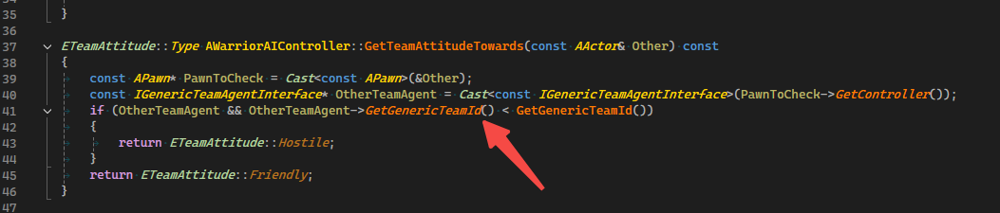 35 }
36
37 ETeamAttitude::Type AWarriorAIController::GetTeamAttitudeTowards(const AActor& Other) const
38 {
39 const APawn* PawnToCheck = Cast<const APawn>(&Other);
40 const IGenericTeamAgentInterface* OtherTeamAgent = Cast<const IGenericTeamAgentInterface>(PawnToCheck->GetController());
41 if (OtherTeamAgent && OtherTeamAgent->GetGenericTeamId() < GetGenericTeamId())
42 {
43 return ETeamAttitude::Hostile;
44 }
45 return ETeamAttitude::Friendly;
46 }
47